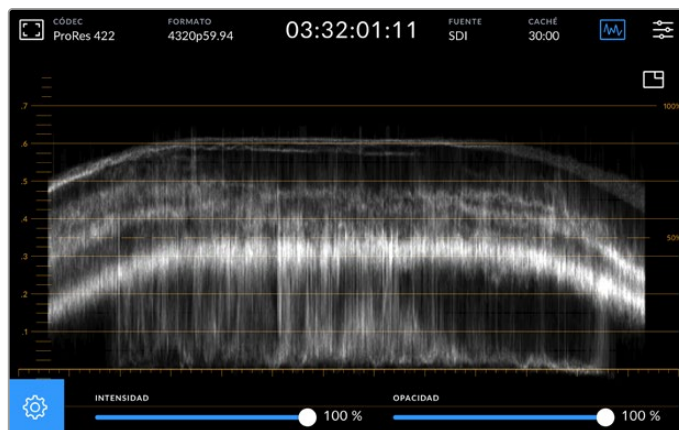 CÓDEC
ProRes 422
FORMATO
4320p59.94
03:32:01:11
FUENTE
SDI
CACHÉ
30:00
.7
100%
.6
.5
.4
50%
.3
.2
.1
INTENSIDAD
100 %
OPACIDAD
100 %